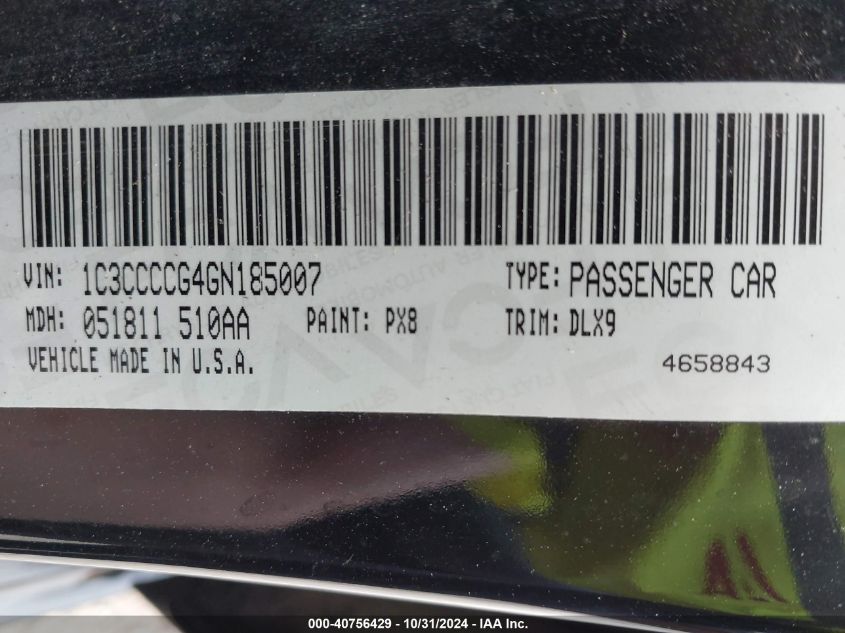 VIN: 1C3CCCCG4GN185007 TYPE: PASSENGER CAR
MDH: 051811 510AA PAINT: PX8 TRIM: DLX9
VEHICLE MADE IN U.S.A. 4658843
000-40756429 - 10/31/2024 - IAA Inc.